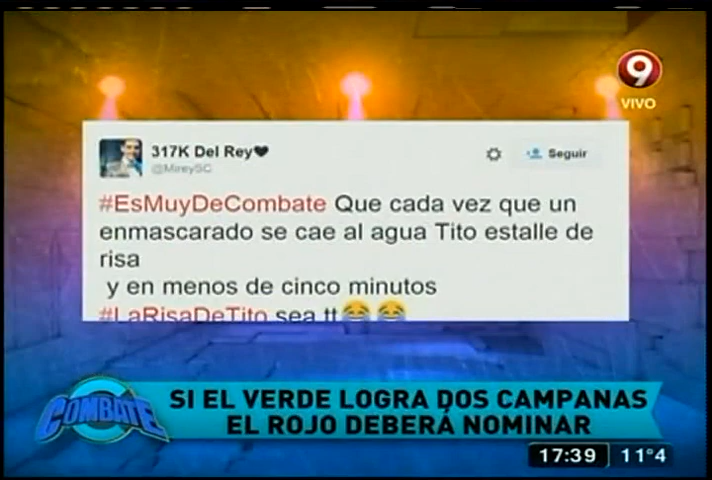 9
VIVO
317K Del Rey❤
@MireySC
Seguir
#EsMuyDeCombate Que cada vez que un
enmascarado se cae al agua Tito estalle de
risa
y en menos de cinco minutos
#LaRisaDeTito sea tt😂😂
COMBATE
SI EL VERDE LOGRA DOS CAMPANAS
EL ROJO DEBERÁ NOMINAR
17:39 11°4